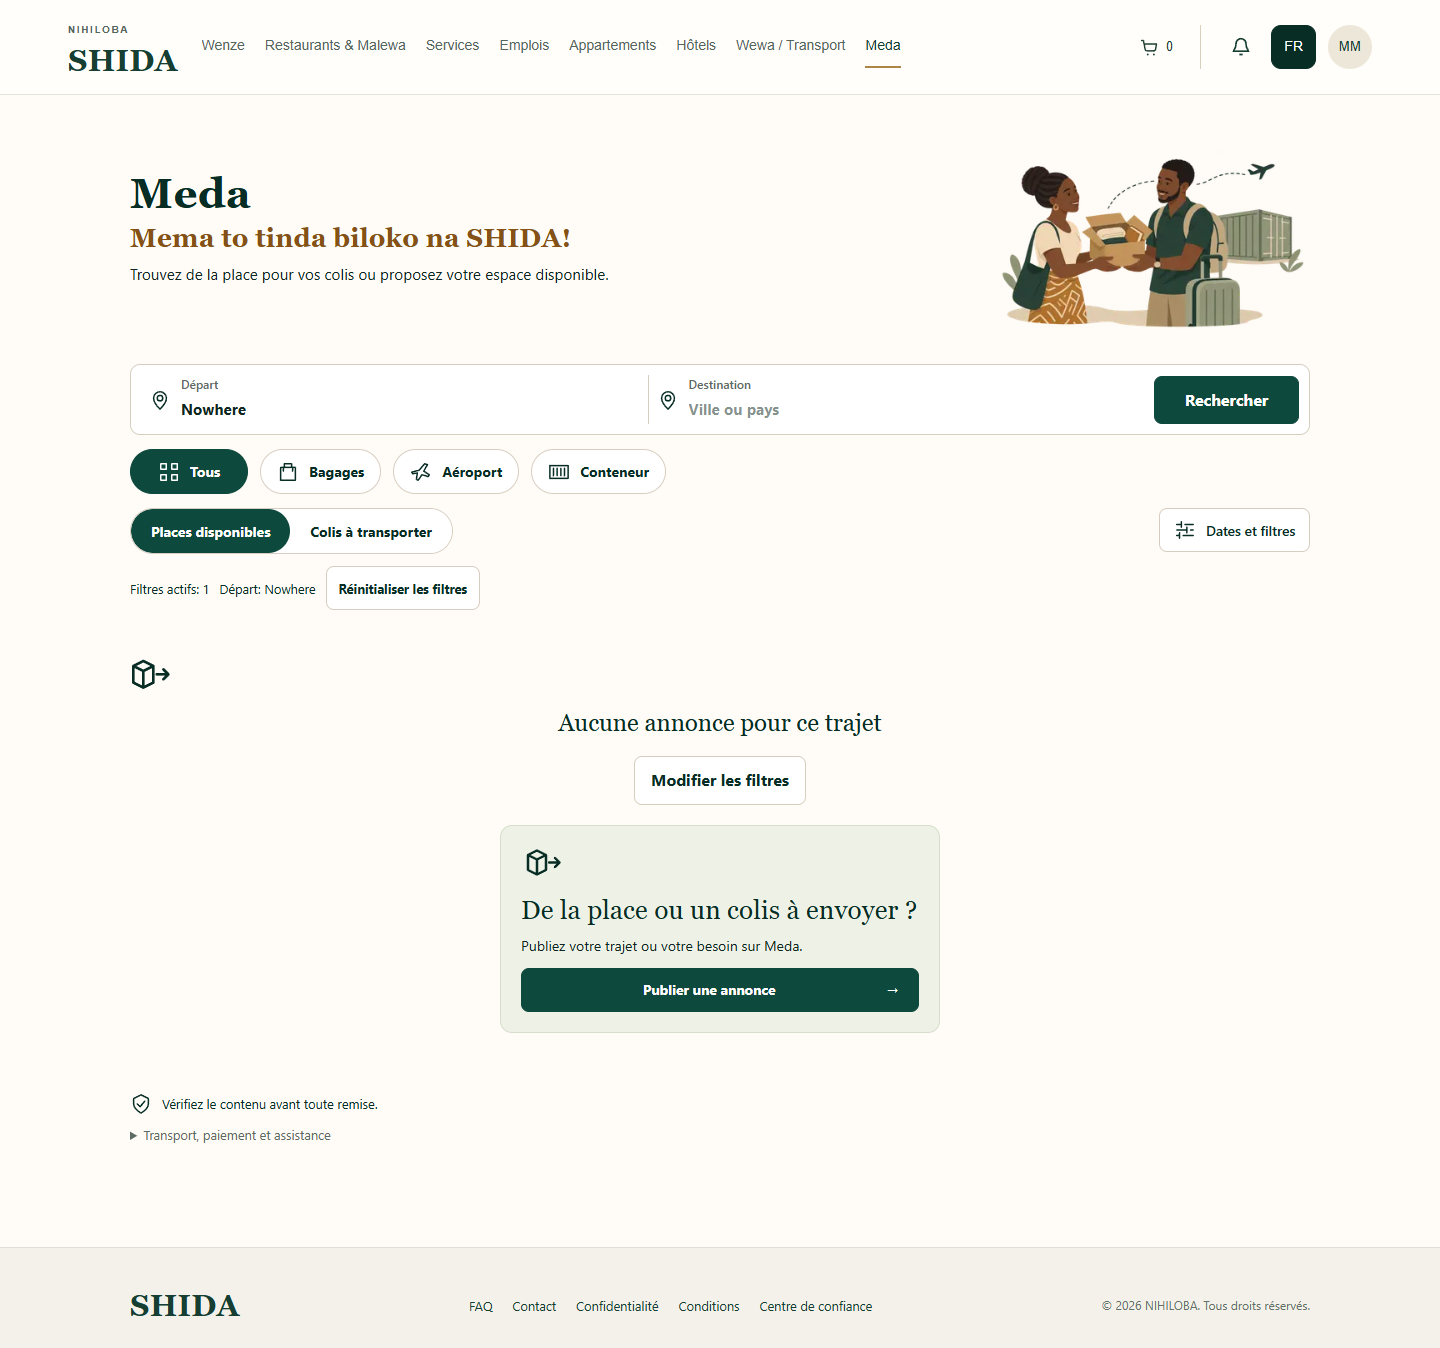 NIHILOBA
SHIDA
Wenze
Restaurants & Malewa
Services
Emplois
Appartements
Hôtels
Wewa / Transport
Meda
0
FR
MM
Meda
Mema to tinda biloko na SHIDA!
Trouvez de la place pour vos colis ou proposez votre espace disponible.
Départ
Nowhere
Destination
Ville ou pays
Rechercher
Tous
Bagages
Aéroport
Conteneur
Places disponibles
Colis à transporter
Dates et filtres
Filtres actifs: 1
Départ: Nowhere
Réinitialiser les filtres
Aucune annonce pour ce trajet
Modifier les filtres
De la place ou un colis à envoyer ?
Publiez votre trajet ou votre besoin sur Meda.
Publier une annonce →
Vérifiez le contenu avant toute remise.
Transport, paiement et assistance
SHIDA
FAQ
Contact
Confidentialité
Conditions
Centre de confiance
© 2026 NIHILOBA. Tous droits réservés.